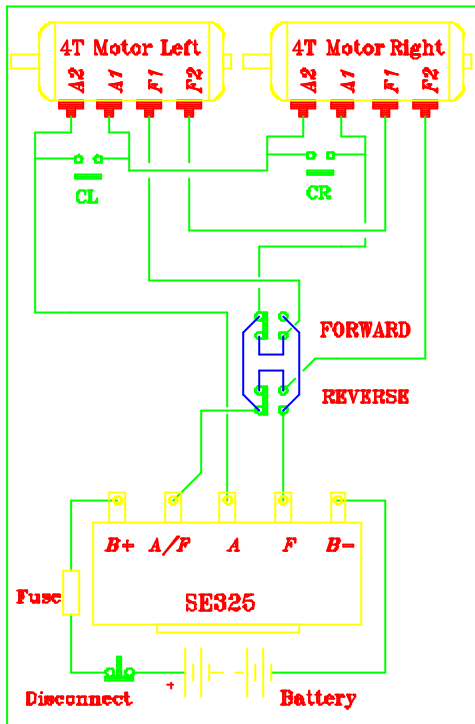 4T Motor Left 4T Motor Right
A2 A1 F1 F2 A2 A1 F1 F2
CL CR
FORWARD
REVERSE
B+ A/F A F B-
Fuse
SE325
+
Disconnect Battery